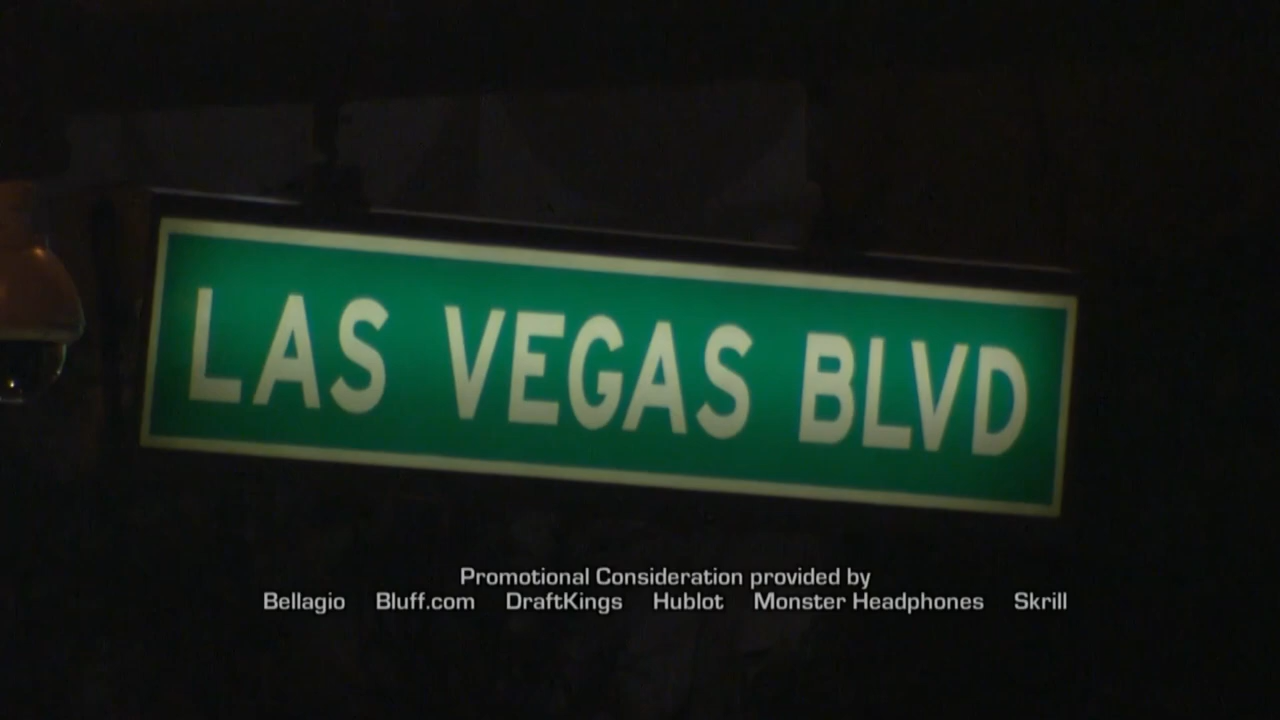 LAS VEGAS BLVD
Promotional Consideration provided by
Bellagio Bluff.com DraftKings Hublot Monster Headphones Skrill